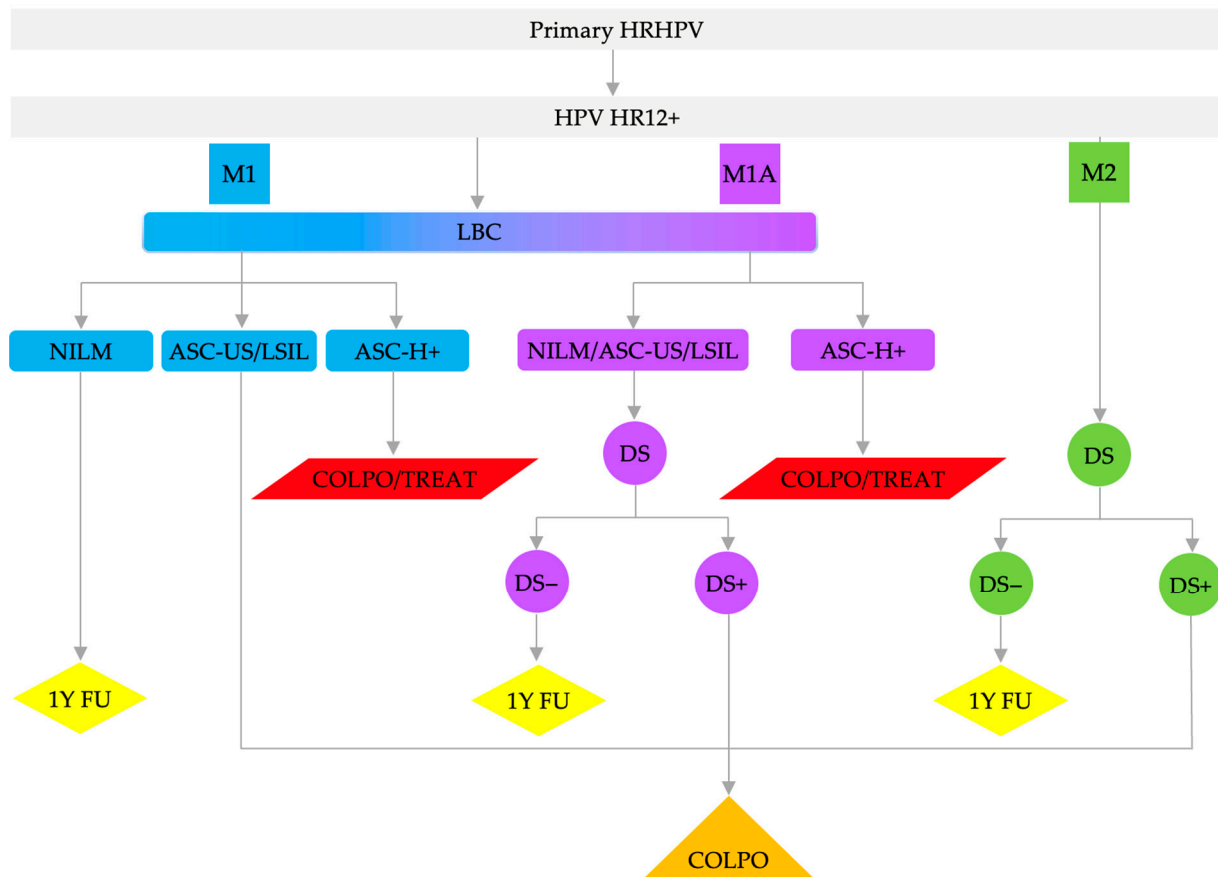 Primary HRHPV
HPV HR12+
M1
M1A
M2
LBC
NILM
ASC-US/LSIL
ASC-H+
NILM/ASC-US/LSIL
ASC-H+
DS
DS
COLPO/TREAT
COLPO/TREAT
DS–
DS+
DS–
DS+
1Y FU
1Y FU
1Y FU
COLPO